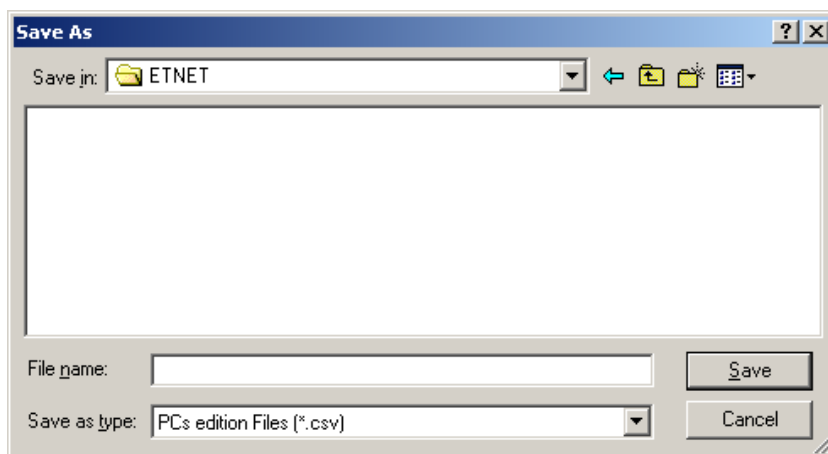 Save As
Save in: ETNET
File name: Save
Save as type: PCs edition Files (*.csv) Cancel